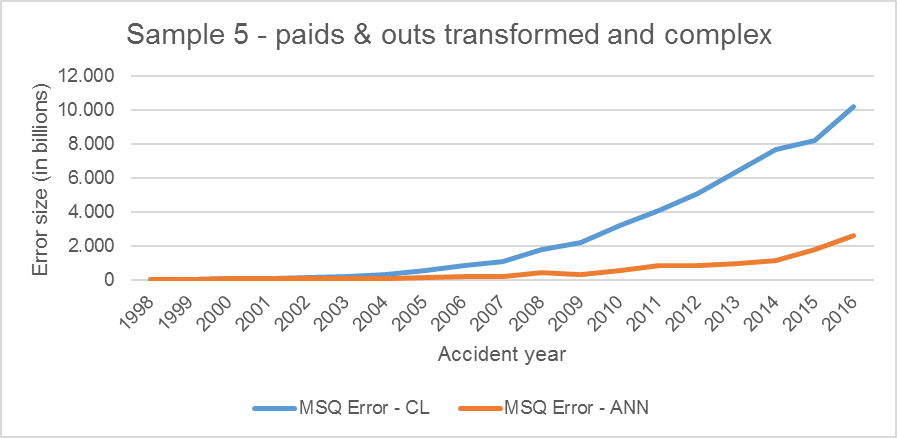 Sample 5 - paids & outs transformed and complex
Error size (in billions)
12.000
10.000
8.000
6.000
4.000
2.000
0
1998 1999 2000 2001 2002 2003 2004 2005 2006 2007 2008 2009 2010 2011 2012 2013 2014 2015 2016
Accident year
MSQ Error - CL MSQ Error - ANN